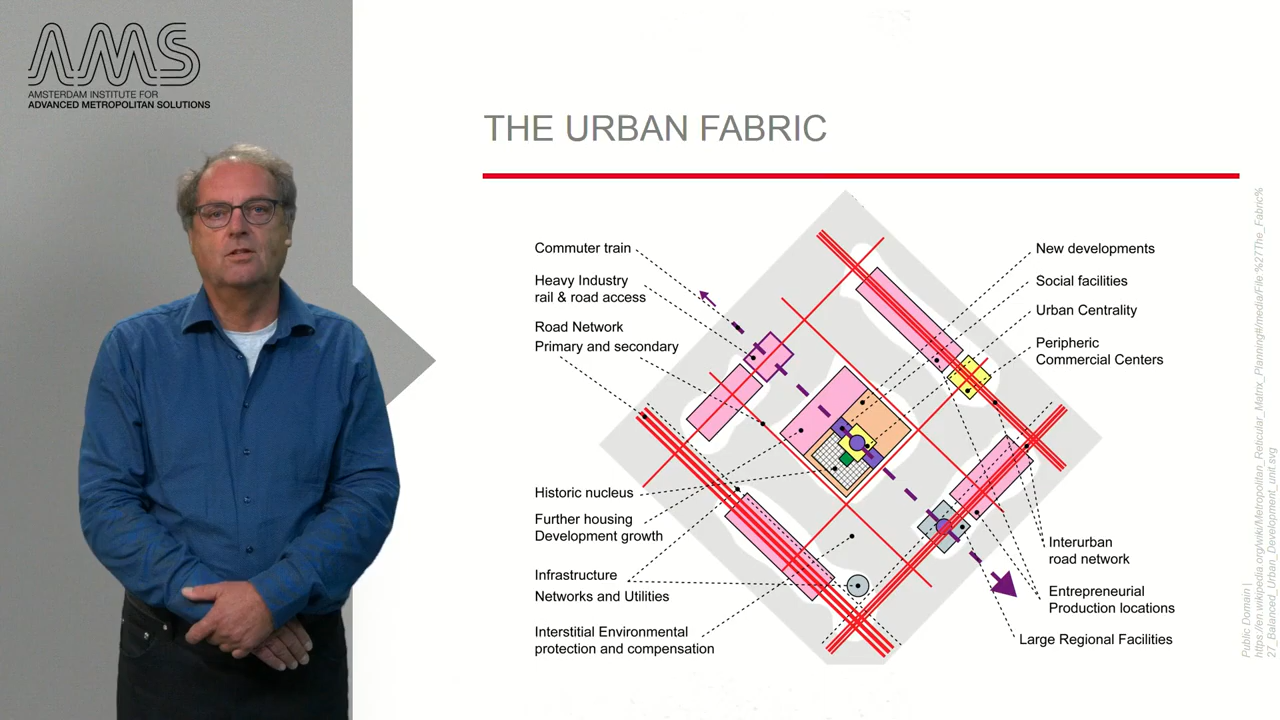 AMS
AMSTERDAM INSTITUTE FOR
ADVANCED METROPOLITAN SOLUTIONS
THE URBAN FABRIC
Commuter train
Heavy Industry
rail & road access
Road Network
Primary and secondary
Historic nucleus
Further housing
Development growth
Infrastructure
Networks and Utilities
Interstitial Environmental
protection and compensation
New developments
Social facilities
Urban Centrality
Peripheric
Commercial Centers
Interurban
road network
Entrepreneurial
Production locations
Large Regional Facilities
Public Domain |
https://en.wikipedia.org/wiki/Metropolitan_Reticular_Matrix_Planning#/media/File %27The_Fabric%
27_Balanced_Urban_Development_unit.svg